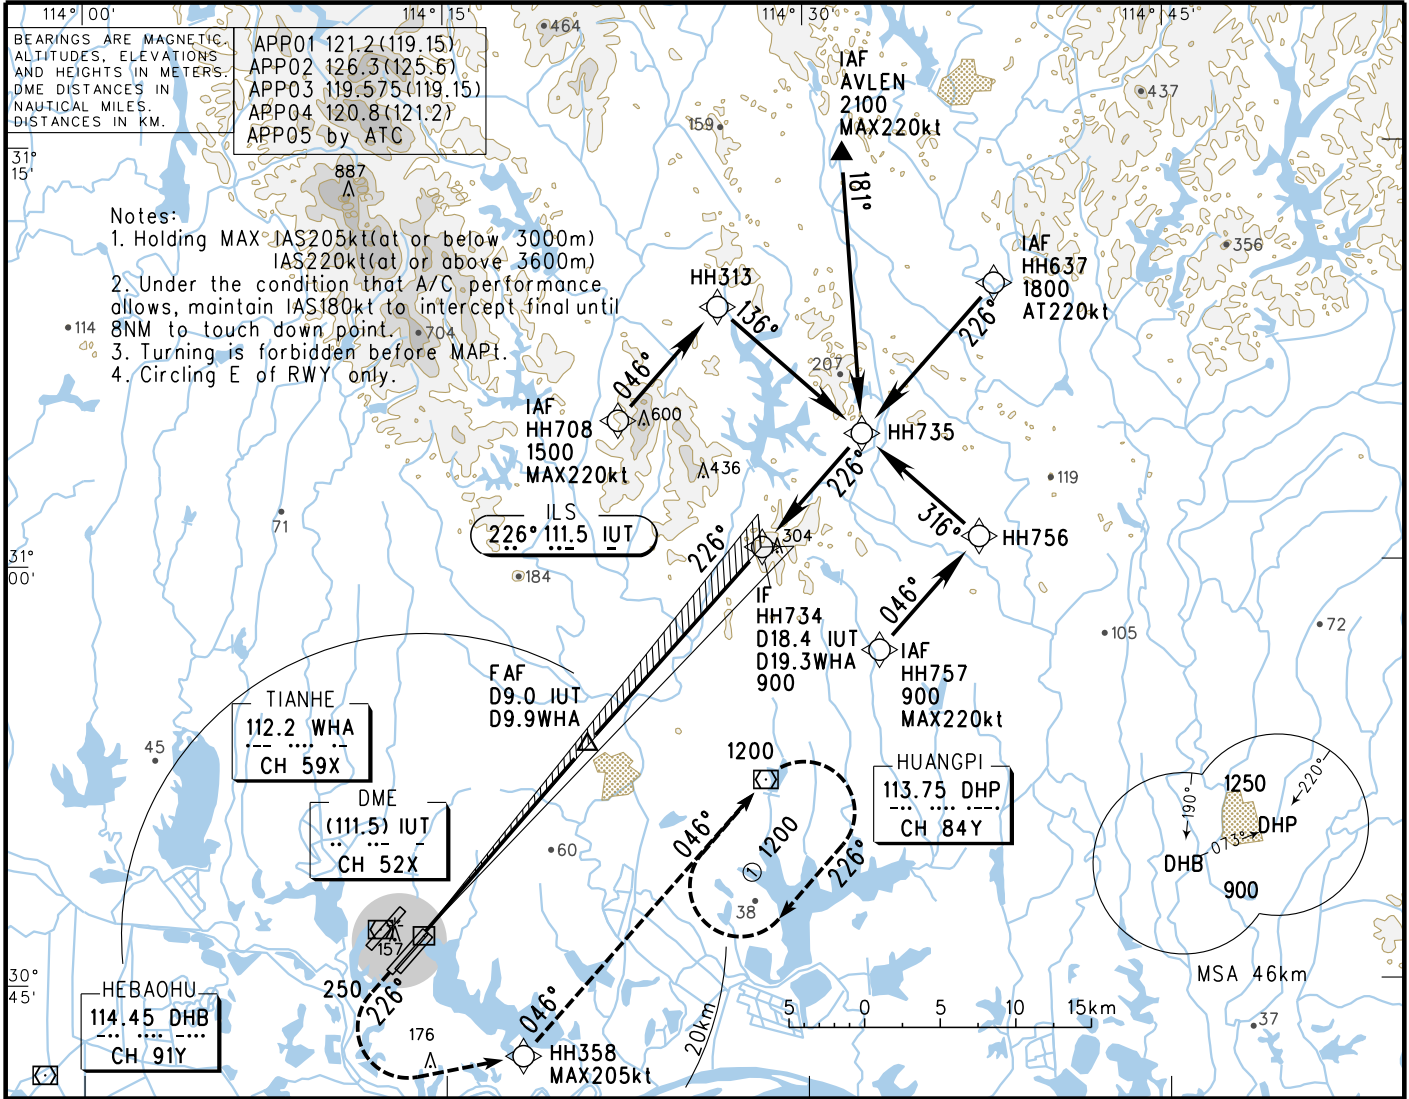 114° 00'
114° 15'
114° 30'
114° 45'
BEARINGS ARE MAGNETIC,
ALTITUDES, ELEVATIONS
AND HEIGHTS IN METERS.
DME DISTANCES IN
NAUTICAL MILES.
DISTANCES IN KM.
APP01 121.2(119.15)
APP02 126.3(125.6)
APP03 119.575(119.15)
APP04 120.8(121.2)
APP05 by ATC
464
437
159
IAF
AVLEN
2100
MAX220kt
181°
31°
15'
887
Notes:
1. Holding MAX IAS205kt(at or below 3000m)
IAS220kt(at or above 3600m)
2. Under the condition that A/C performance
allows, maintain IAS180kt to intercept final until
8NM to touch down point.
3. Turning is forbidden before MAPt.
4. Circling E of RWY only.
114
704
HH313
136°
046°
IAF
HH637
1800
AT220kt
226°
356
207
IAF
HH708
1500
MAX220kt
600
436
HH735
226°
119
71
ILS
226° 111.5 IUT
226°
304
316°
HH756
31°
00'
184
IF
HH734
D18.4 IUT
D19.3WHA
900
046°
IAF
HH757
900
MAX220kt
105
72
FAF
D9.0 IUT
D9.9WHA
TIANHE
112.2 WHA
CH 59X
45
DME
(111.5) IUT
CH 52X
60
1200
HUANGPI
113.75 DHP
CH 84Y
046°
1200
1
226°
38
1250
190°
220°
DHP
073°
DHB
900
MSA 46km
157
30°
45'
250
226°
HEBAOHU
114.45 DHB
CH 91Y
176
046°
HH358
MAX205kt
20km
5 0 5 10 15km
37